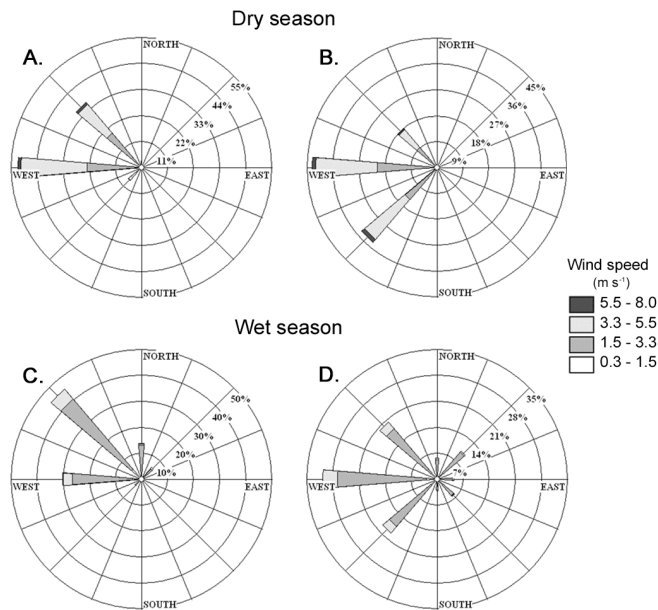 Dry season
A.
NORTH
55%
44%
33%
22%
11%
WEST
EAST
SOUTH
B.
NORTH
45%
36%
27%
18%
9%
WEST
EAST
SOUTH
Wind speed
(m s⁻¹)
5.5 - 8.0
3.3 - 5.5
1.5 - 3.3
0.3 - 1.5
Wet season
C.
NORTH
50%
40%
30%
20%
10%
WEST
EAST
SOUTH
D.
NORTH
35%
28%
21%
14%
7%
WEST
EAST
SOUTH